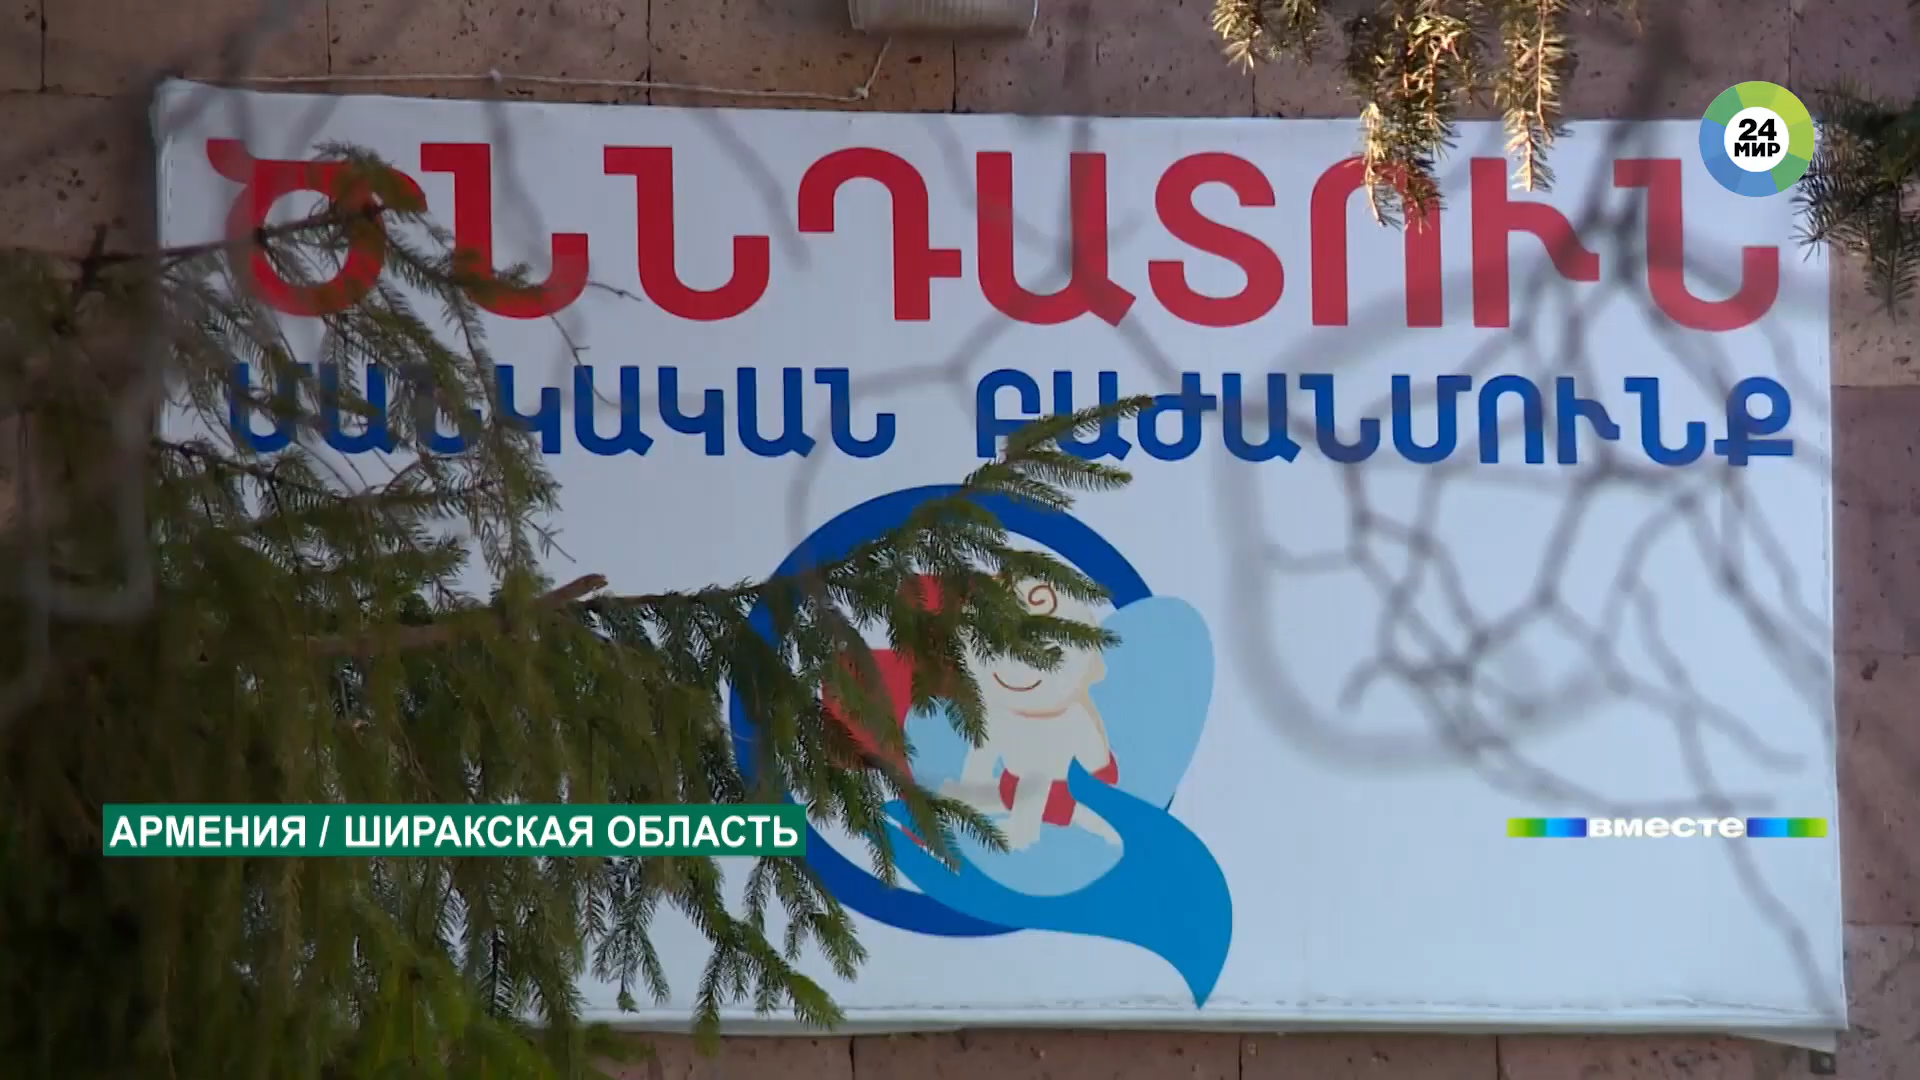 24
МИР
ԾՆՆԴԱՏՈՒՆ
ՄԱՆԿԱԿԱՆ ԲԱԺԱՆՄՈՒՆՔ
АРМЕНИЯ / ШИРАКСКАЯ ОБЛАСТЬ
вместе